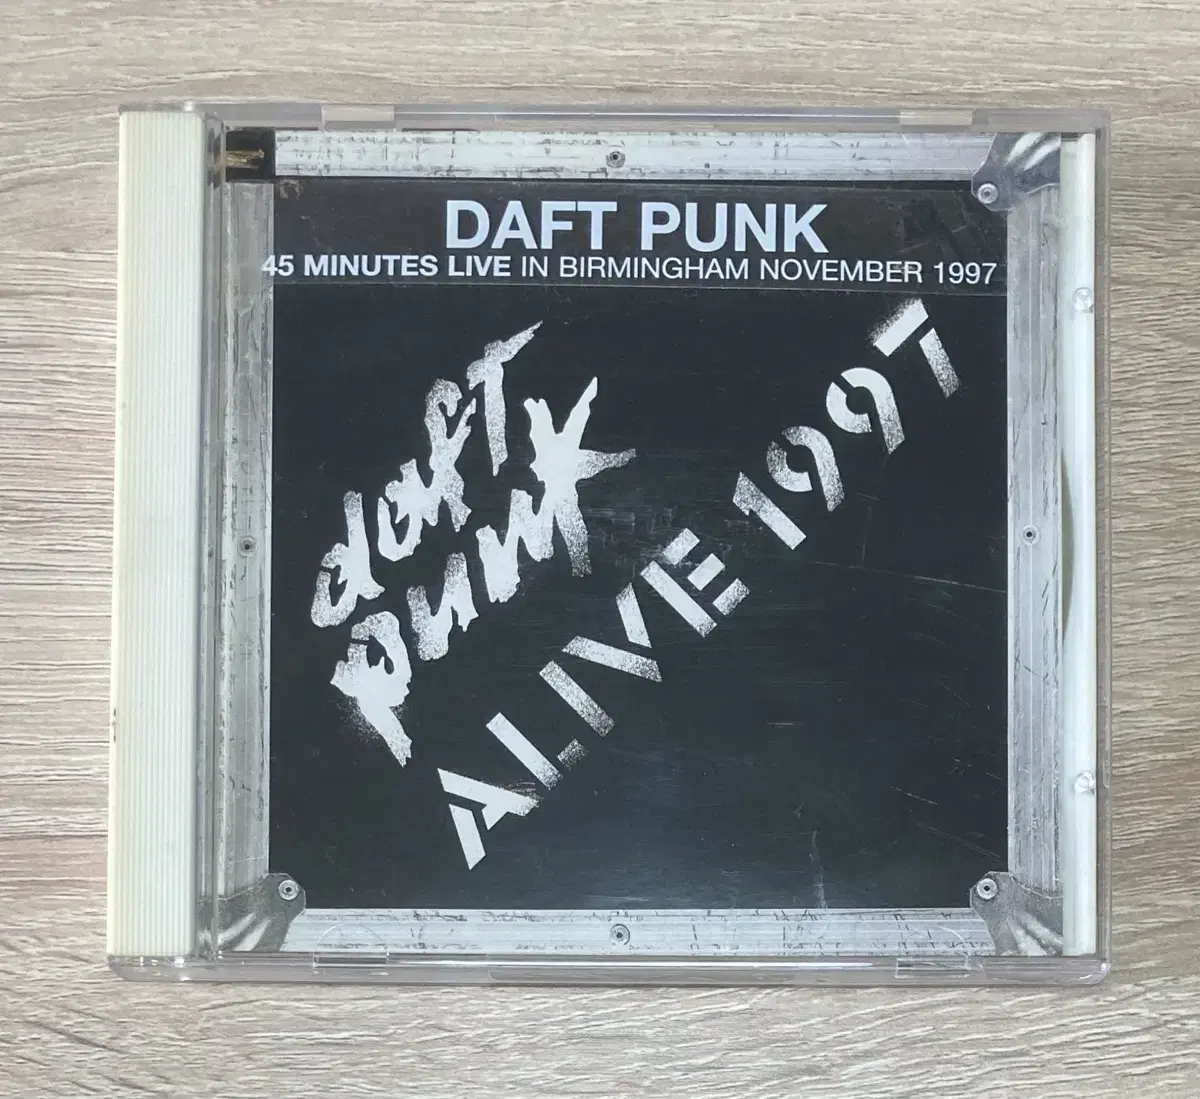 DAFT PUNK
45 MINUTES LIVE IN BIRMINGHAM NOVEMBER 1997
daft
punk
ALIVE 1997